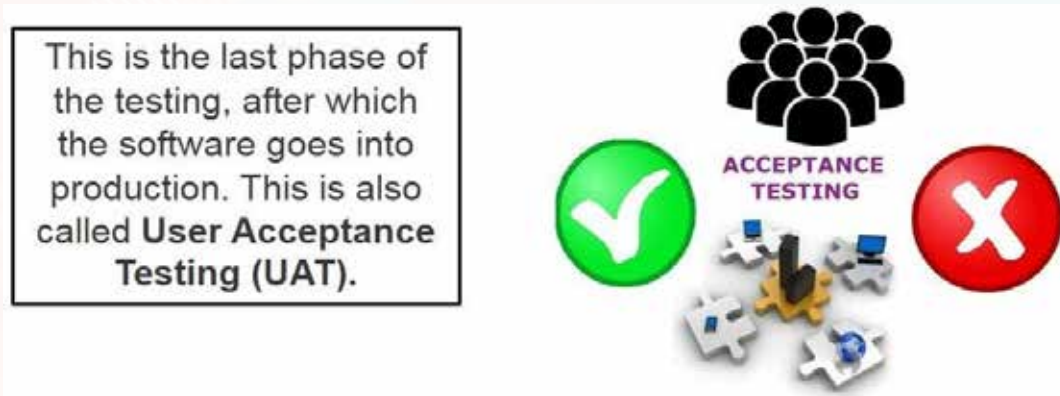 This is the last phase of
the testing, after which
the software goes into
production. This is also
called User Acceptance
Testing (UAT).
ACCEPTANCE
TESTING